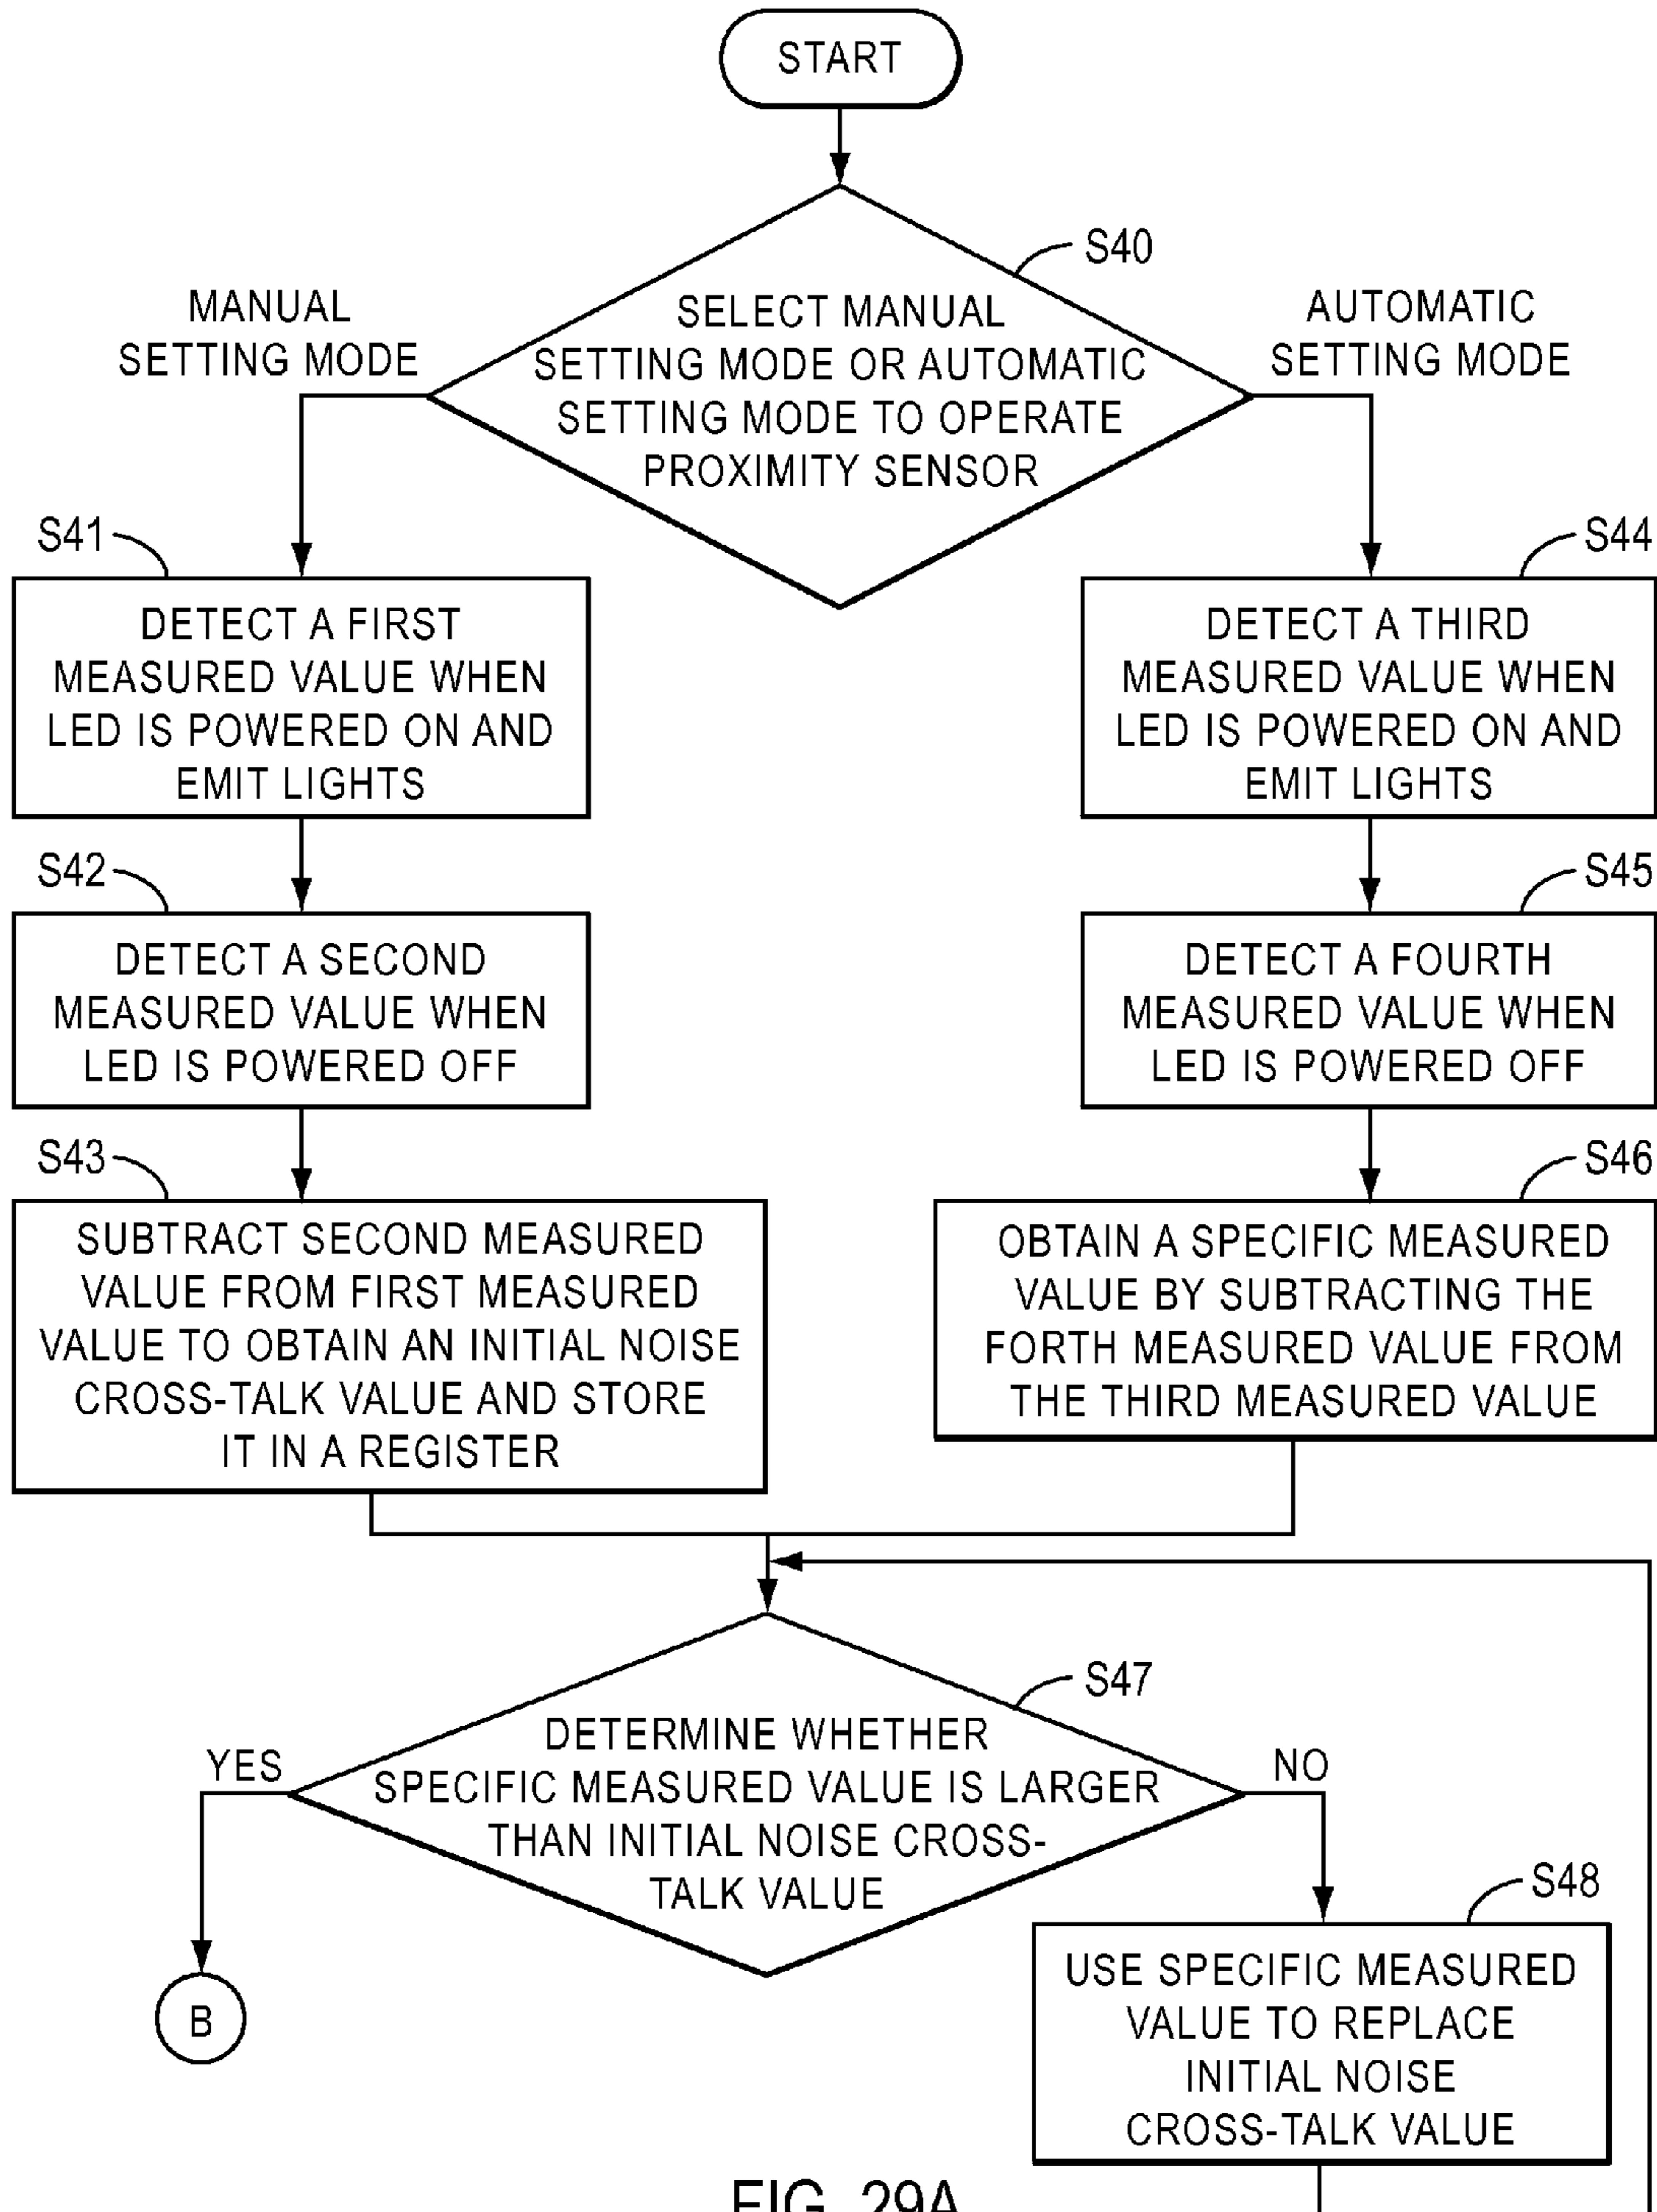 START
S40
MANUAL
SETTING MODE
SELECT MANUAL
SETTING MODE OR AUTOMATIC
SETTING MODE TO OPERATE
PROXIMITY SENSOR
AUTOMATIC
SETTING MODE
S41
DETECT A FIRST
MEASURED VALUE WHEN
LED IS POWERED ON AND
EMIT LIGHTS
S44
DETECT A THIRD
MEASURED VALUE WHEN
LED IS POWERED ON AND
EMIT LIGHTS
S42
DETECT A SECOND
MEASURED VALUE WHEN
LED IS POWERED OFF
S45
DETECT A FOURTH
MEASURED VALUE WHEN
LED IS POWERED OFF
S43
SUBTRACT SECOND MEASURED
VALUE FROM FIRST MEASURED
VALUE TO OBTAIN AN INITIAL NOISE
CROSS-TALK VALUE AND STORE
IT IN A REGISTER
S46
OBTAIN A SPECIFIC MEASURED
VALUE BY SUBTRACTING THE
FORTH MEASURED VALUE FROM
THE THIRD MEASURED VALUE
S47
YES
DETERMINE WHETHER
SPECIFIC MEASURED VALUE IS LARGER
THAN INITIAL NOISE CROSS-
TALK VALUE
NO
B
S48
USE SPECIFIC MEASURED
VALUE TO REPLACE
INITIAL NOISE
CROSS-TALK VALUE
FIG. 29A